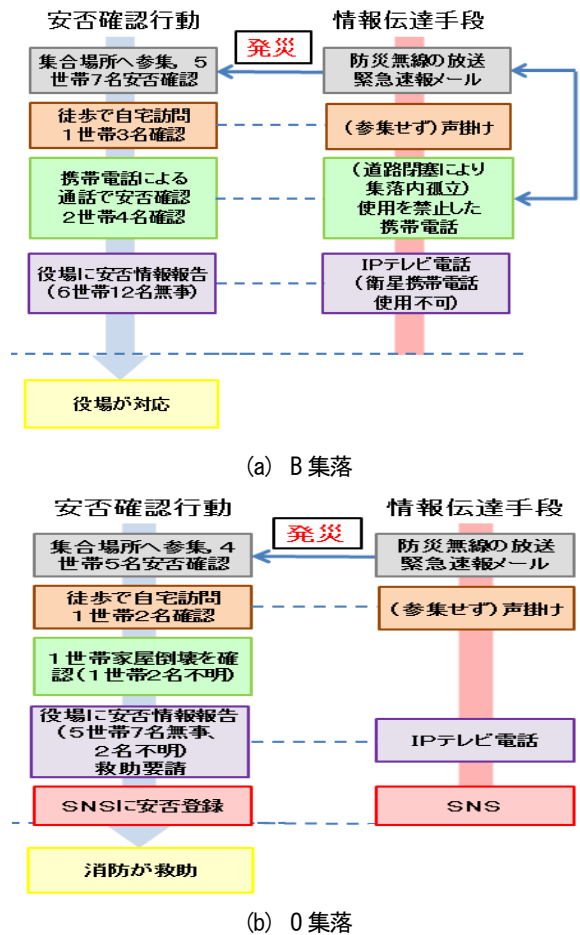 安否確認行動
情報伝達手段
発災
集合場所へ参集，5
世帯7名安否確認
防災無線の放送
緊急速報メール
徒歩で自宅訪問
1世帯3名確認
（参集せず）声掛け
携帯電話による
通話で安否確認
2世帯4名確認
（道路閉塞により
集落内孤立）
使用を禁止した
携帯電話
役場に安否情報報告
（6世帯12名無事）
IPテレビ電話
（衛星携帯電話
使用不可）
役場が対応
(a) B集落
安否確認行動
情報伝達手段
発災
集合場所へ参集，4
世帯5名安否確認
防災無線の放送
緊急速報メール
徒歩で自宅訪問
1世帯2名確認
（参集せず）声掛け
1世帯家屋倒壊を確
認（1世帯2名不明）
役場に安否情報報告
（5世帯7名無事、
2名不明）
救助要請
IPテレビ電話
SNSに安否登録
SNS
消防が救助
(b) O集落